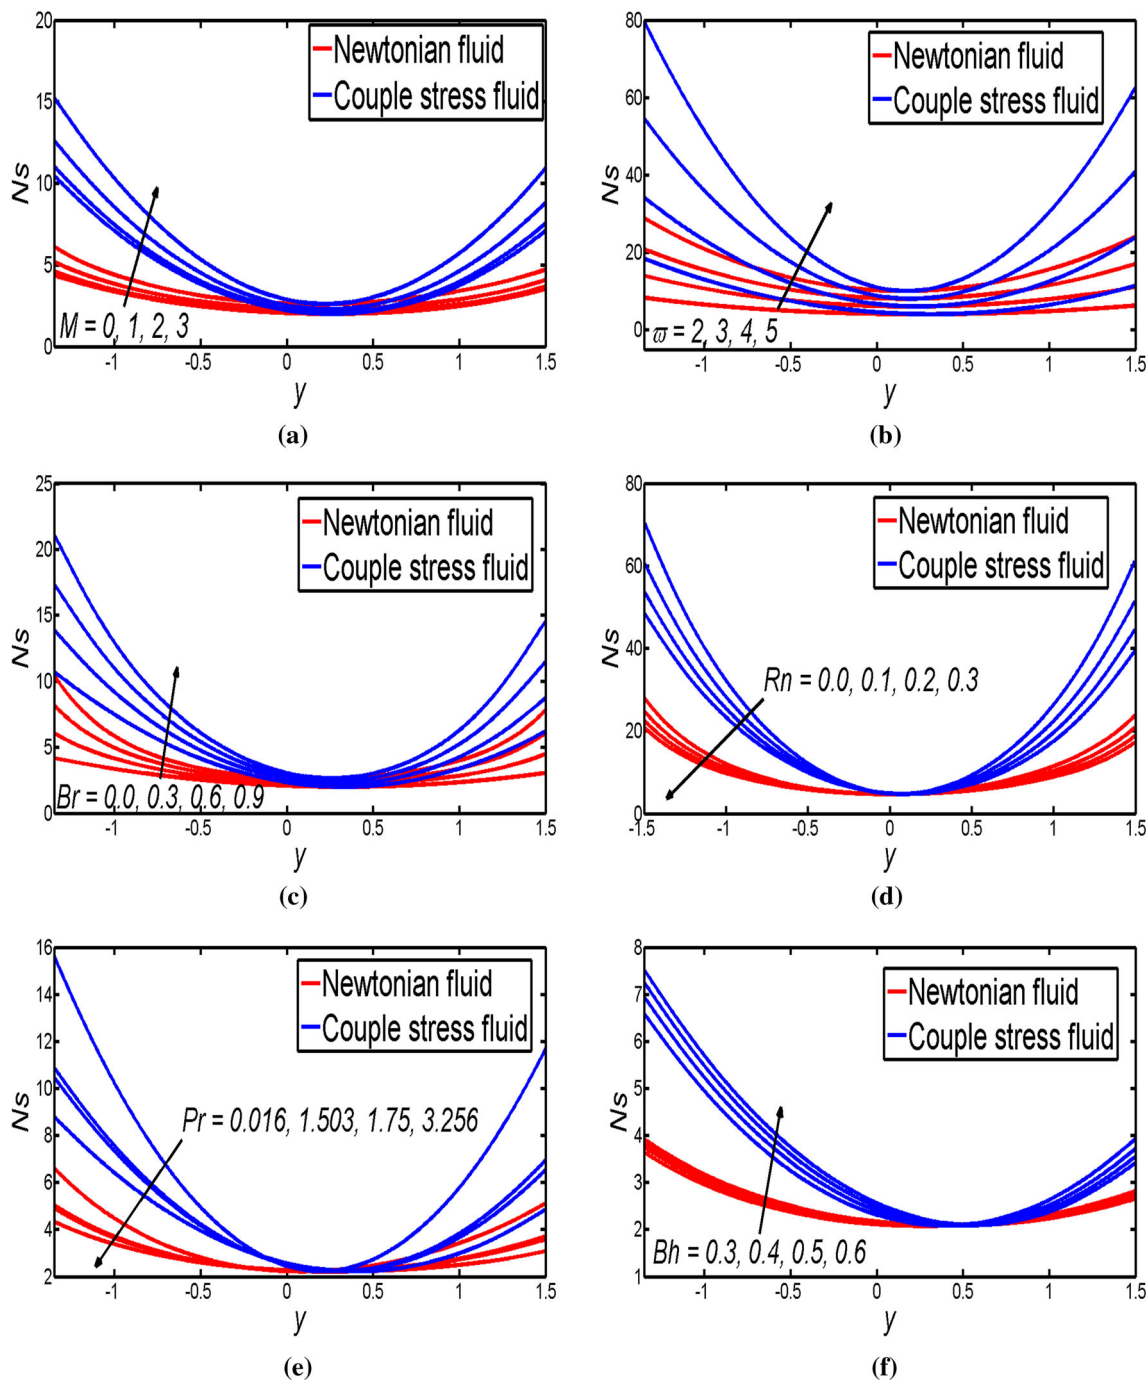 20
15
10
5
0
Ns
Newtonian fluid
Couple stress fluid
M = 0, 1, 2, 3
-1 -0.5 0 0.5 1 1.5
y
(a)
80
60
40
20
0
Ns
Newtonian fluid
Couple stress fluid
ϖ = 2, 3, 4, 5
-1 -0.5 0 0.5 1 1.5
y
(b)
25
20
15
10
5
0
Ns
Newtonian fluid
Couple stress fluid
Br = 0.0, 0.3, 0.6, 0.9
-1 -0.5 0 0.5 1 1.5
y
(c)
80
60
40
20
0
Ns
Newtonian fluid
Couple stress fluid
Rn = 0.0, 0.1, 0.2, 0.3
-1.5 -1 -0.5 0 0.5 1 1.5
y
(d)
16
14
12
10
8
6
4
2
Ns
Newtonian fluid
Couple stress fluid
Pr = 0.016, 1.503, 1.75, 3.256
-1 -0.5 0 0.5 1 1.5
y
(e)
8
7
6
5
4
3
2
1
Ns
Newtonian fluid
Couple stress fluid
Bh = 0.3, 0.4, 0.5, 0.6
-1 -0.5 0 0.5 1 1.5
y
(f)